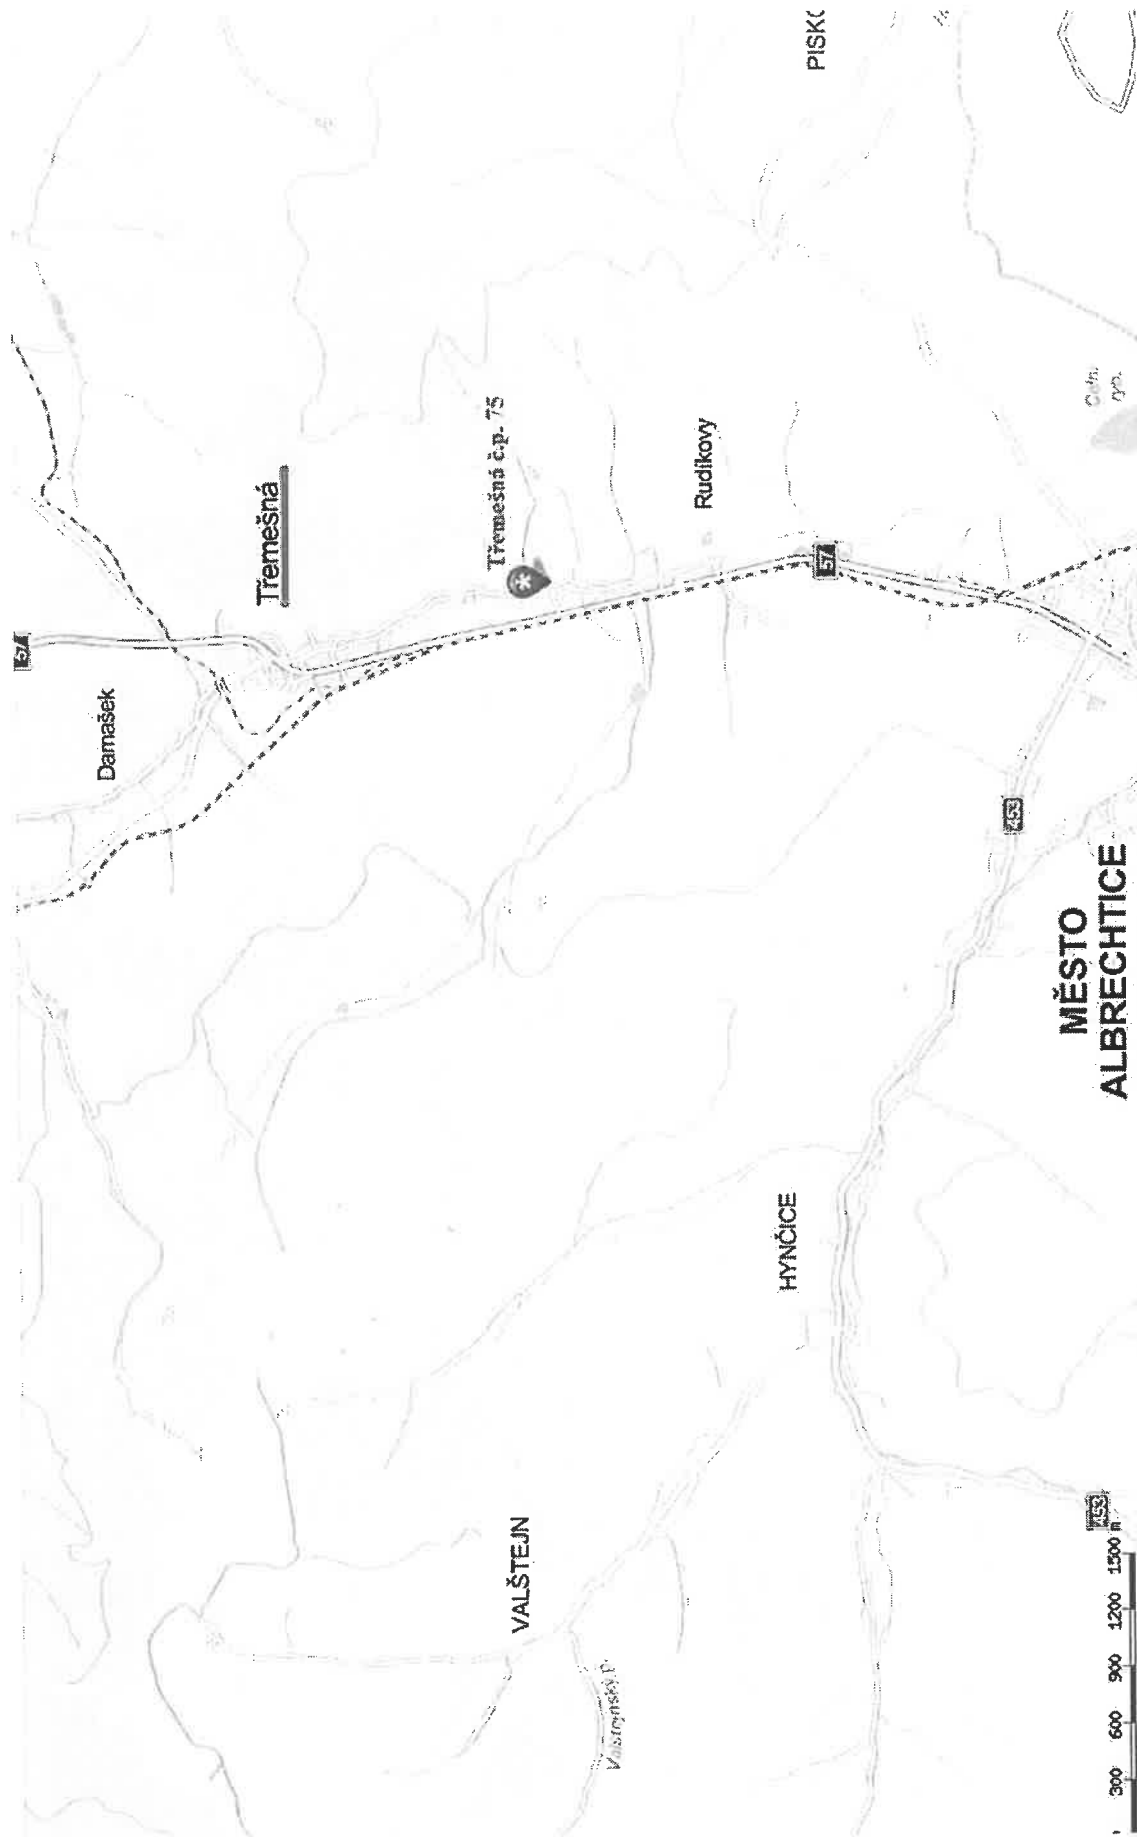 57
Damašek
Třemešná
Třemešná č.p. 75
Rudíkovy
57
PISKO
VALŠTEJN
Valštejnský p.
HYNČICE
453
MĚSTO
ALBRECHTICE
453
300 600 900 1200 1500 m